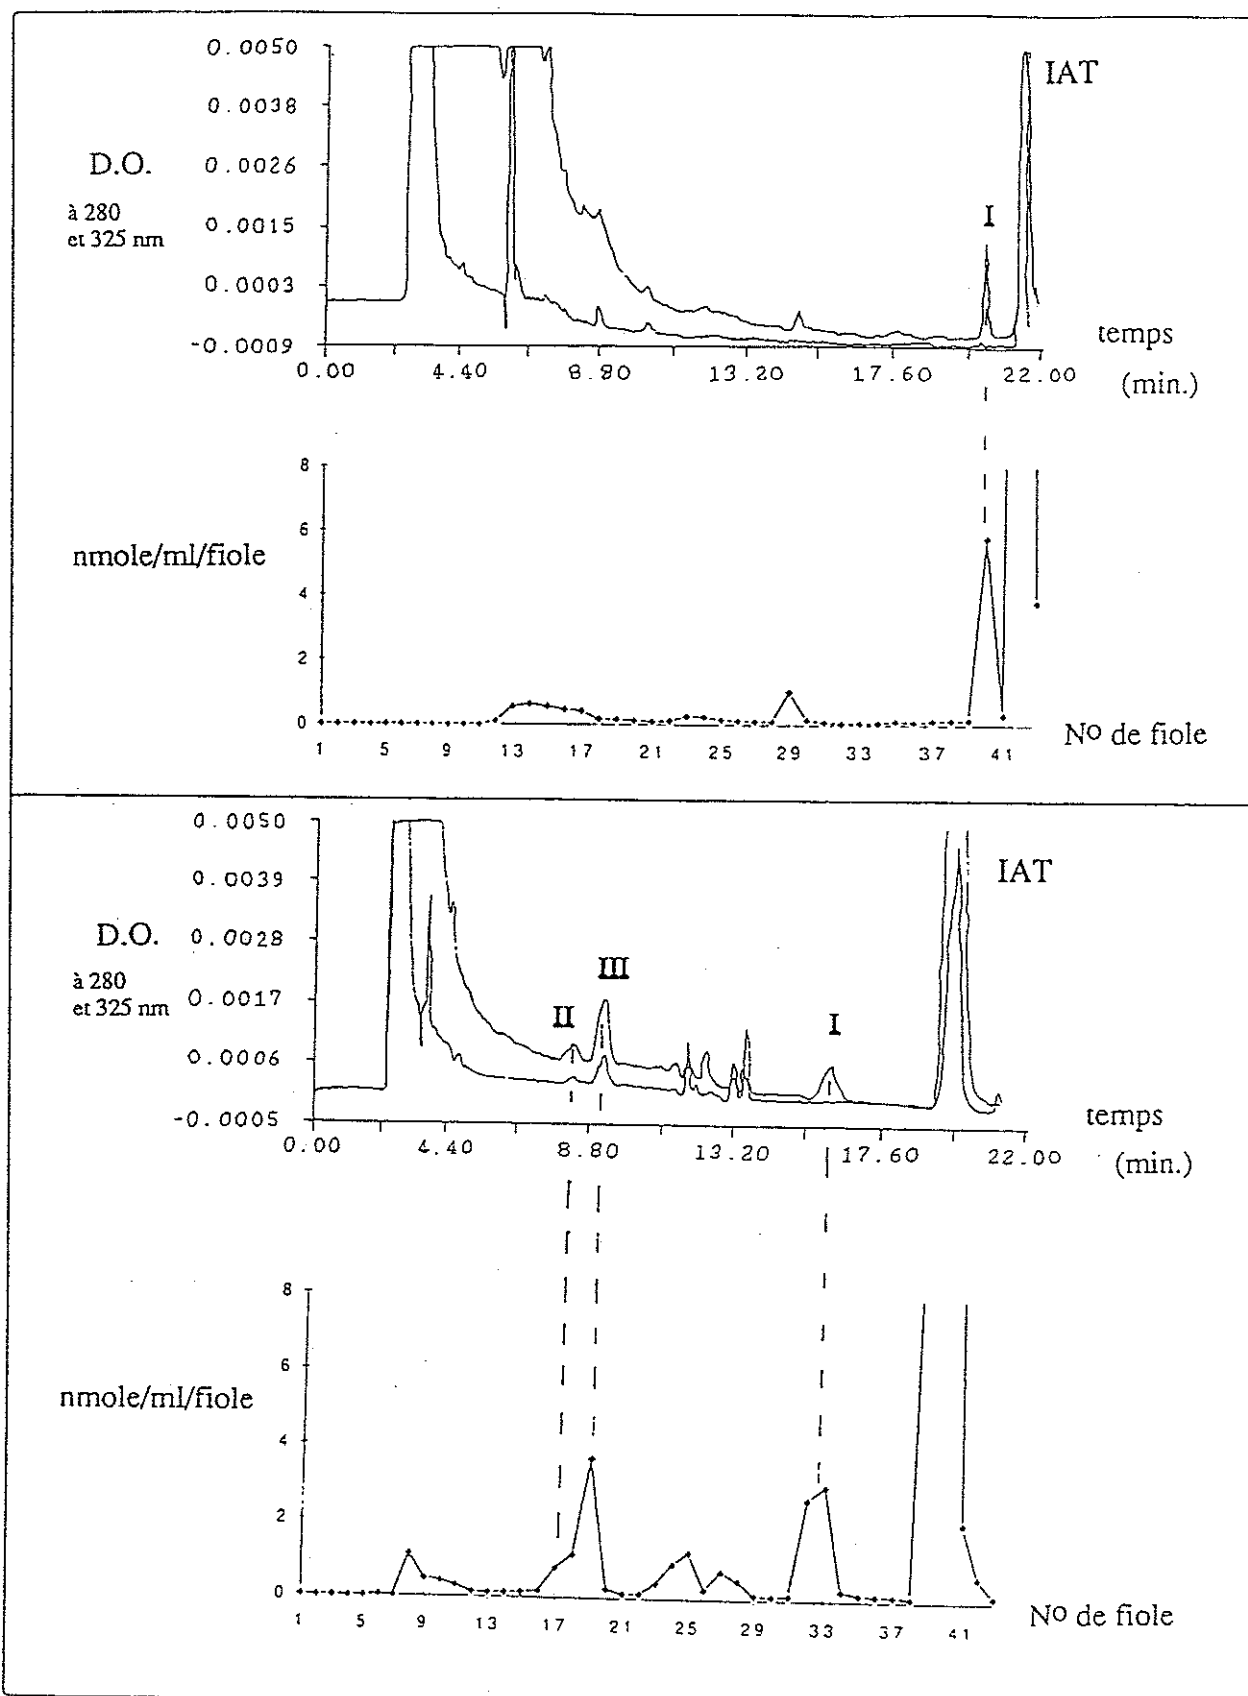 0.0050
IAT
0.0038
D.O.
0.0026
à 280
et 325 nm
0.0015
I
0.0003
-0.0009
temps
0.00 4.40 8.80 13.20 17.60 22.00
(min.)
8
6
nmole/ml/fiole
4
2
0
1 5 9 13 17 21 25 29 33 37 41
Nº de fiole
0.0050
IAT
0.0039
D.O.
0.0028
à 280
et 325 nm
III
0.0017
II
I
0.0006
-0.0005
temps
0.00 4.40 8.80 13.20 17.60 22.00
(min.)
8
6
nmole/ml/fiole
4
2
0
1 5 9 13 17 21 25 29 33 37 41
Nº de fiole